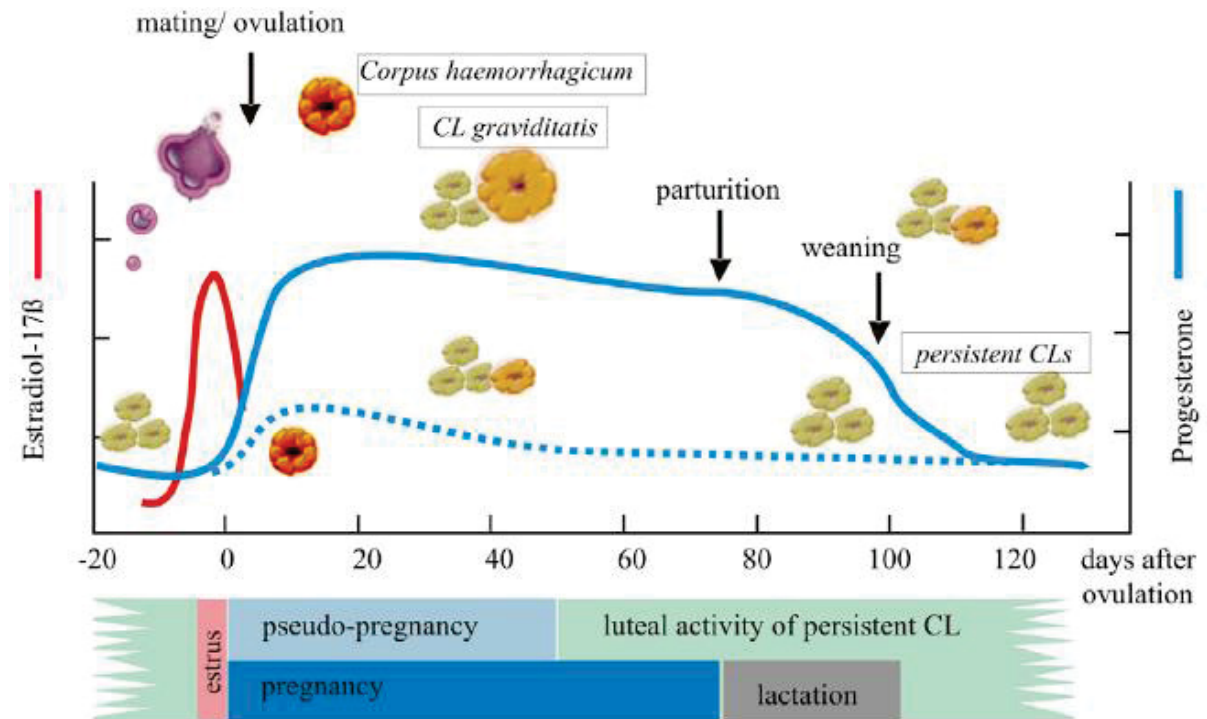 mating/ ovulation
Corpus haemorrhagicum
CL graviditatis
parturition
weaning
persistent CLs
Estradiol-17ß
Progesterone
-20
0
20
40
60
80
100
120
days after
ovulation
estrus
pseudo-pregnancy
luteal activity of persistent CL
pregnancy
lactation